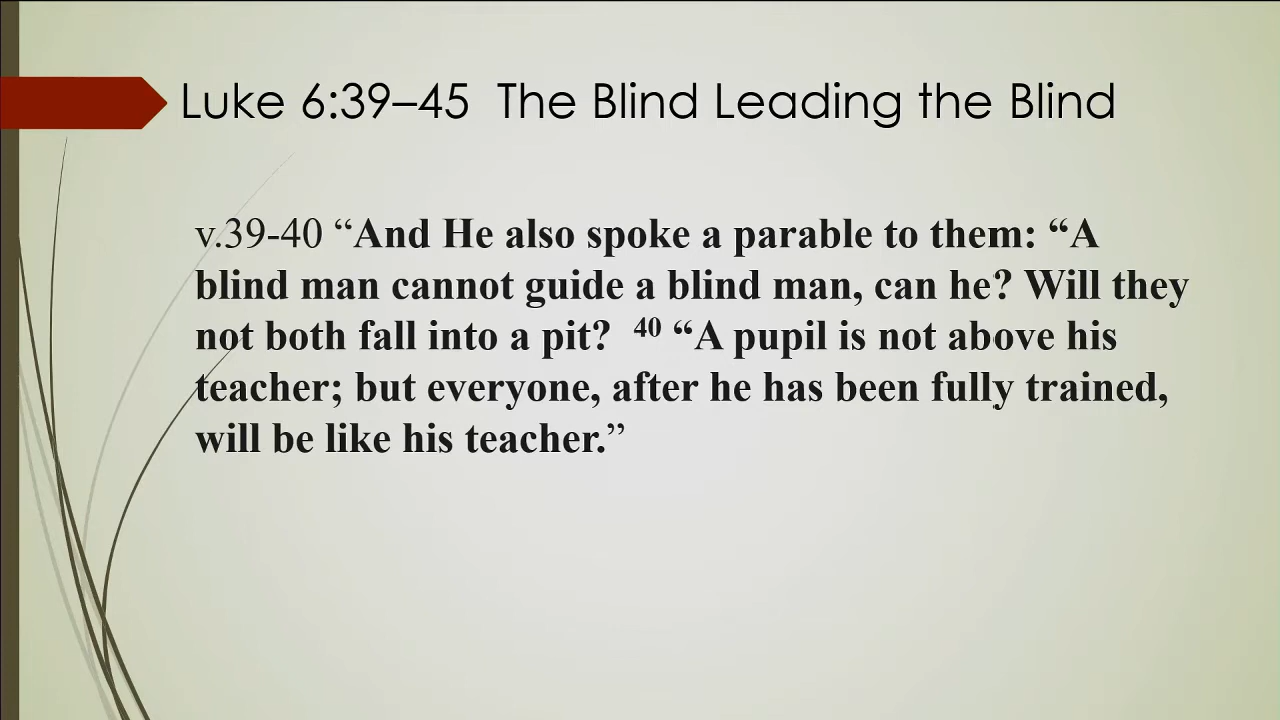 Luke 6:39–45  The Blind Leading the Blind
v.39-40 “And He also spoke a parable to them: “A
blind man cannot guide a blind man, can he? Will they
not both fall into a pit?  40 “A pupil is not above his
teacher; but everyone, after he has been fully trained,
will be like his teacher.”